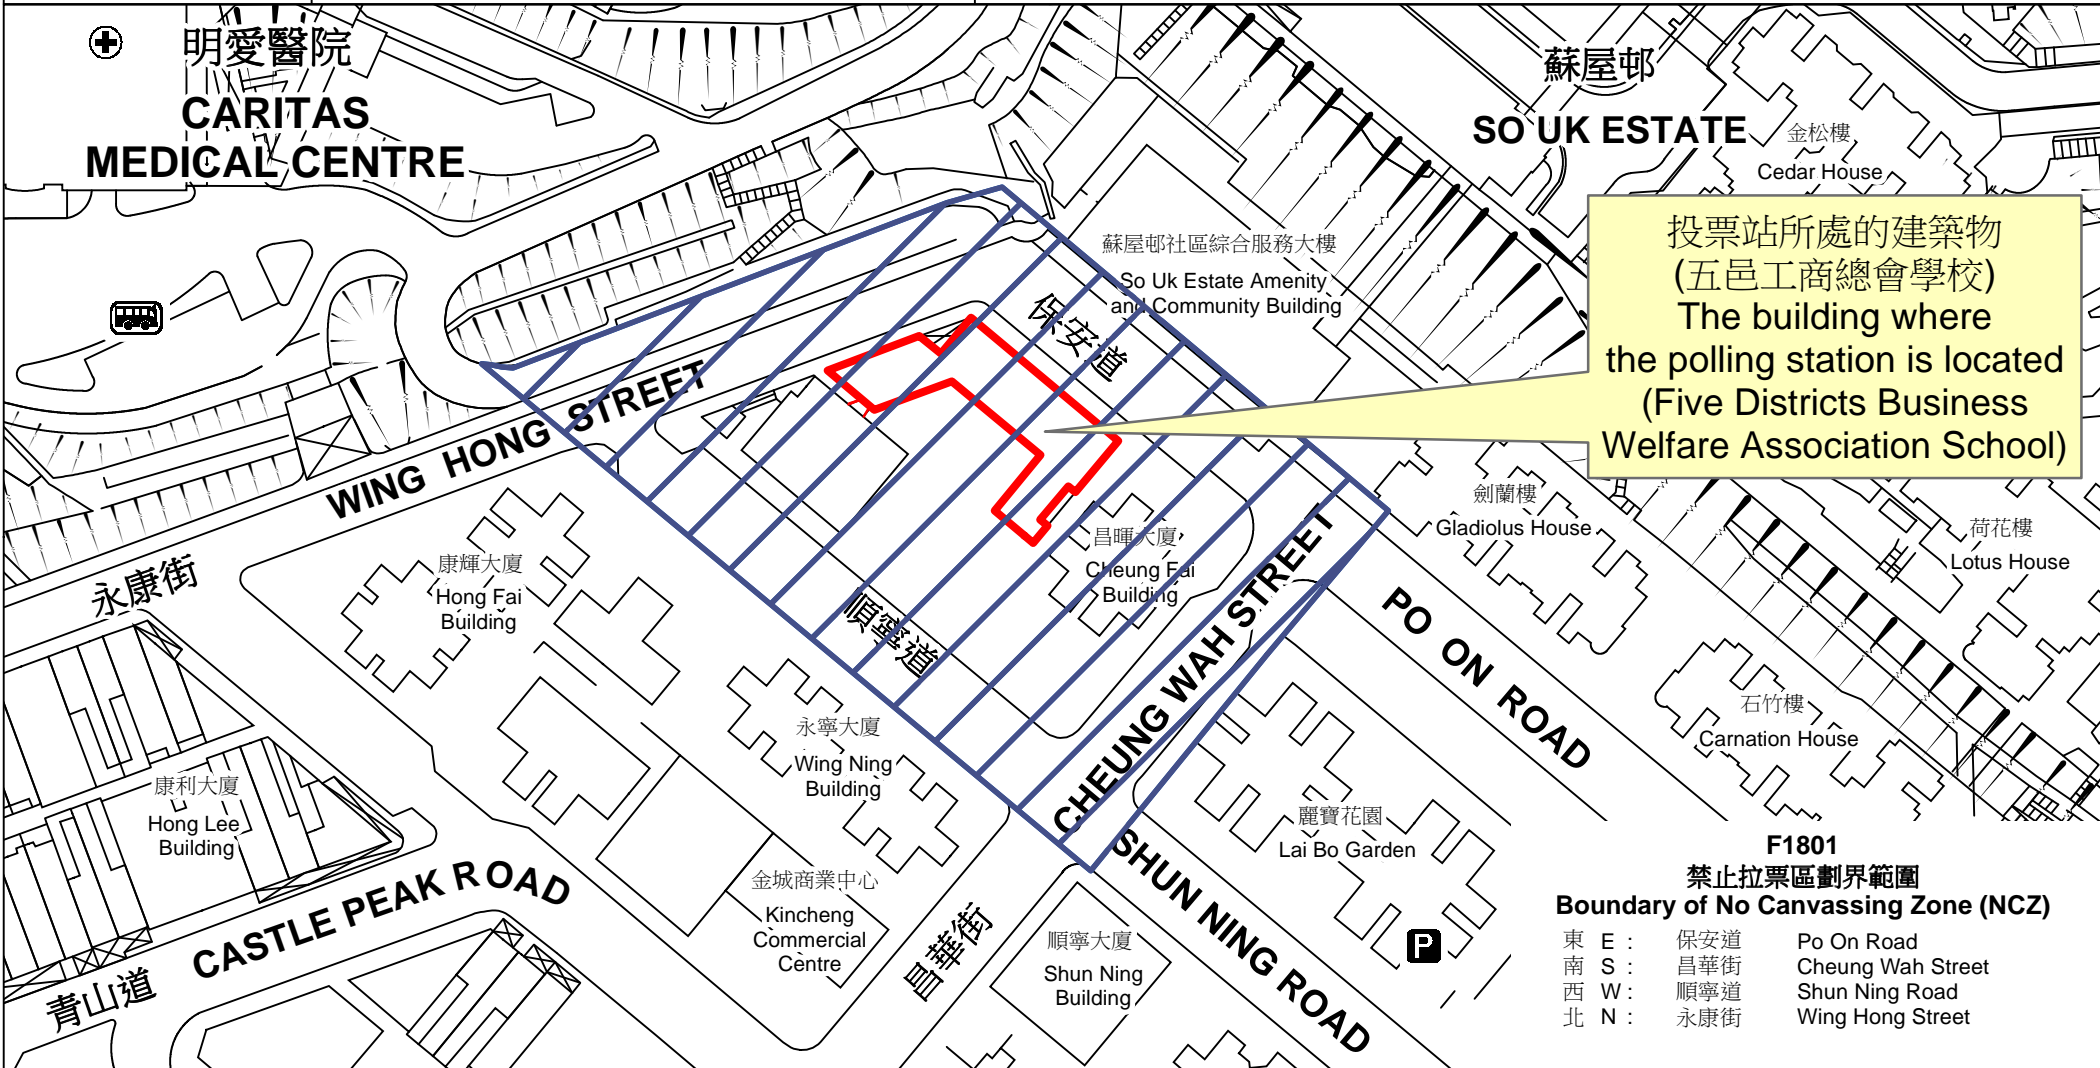 明愛醫院
CARITAS
MEDICAL CENTRE
蘇屋邨
SO UK ESTATE
金松樓
Cedar House
蘇屋邨社區綜合服務大樓
So Uk Estate Amenity
and Community Building
投票站所處的建築物
(五邑工商總會學校)
The building where
the polling station is located
(Five Districts Business
Welfare Association School)
保安道
WING HONG STREET
永康街
康輝大廈
Hong Fai
Building
昌暉大廈
Cheung Fai
Building
劍蘭樓
Gladiolus House
荷花樓
Lotus House
順寧道
CHEUNG WAH STREET
PO ON ROAD
石竹樓
Carnation House
永寧大廈
Wing Ning
Building
康利大廈
Hong Lee
Building
麗寶花園
Lai Bo Garden
金城商業中心
Kincheng
Commercial
Centre
CASTLE PEAK ROAD
青山道
昌華街
順寧大廈
Shun Ning
Building
SHUN NING ROAD
P
F1801
禁止拉票區劃界範圍
Boundary of No Canvassing Zone (NCZ)
東 E : 保安道 Po On Road
南 S : 昌華街 Cheung Wah Street
西 W : 順寧道 Shun Ning Road
北 N : 永康街 Wing Hong Street